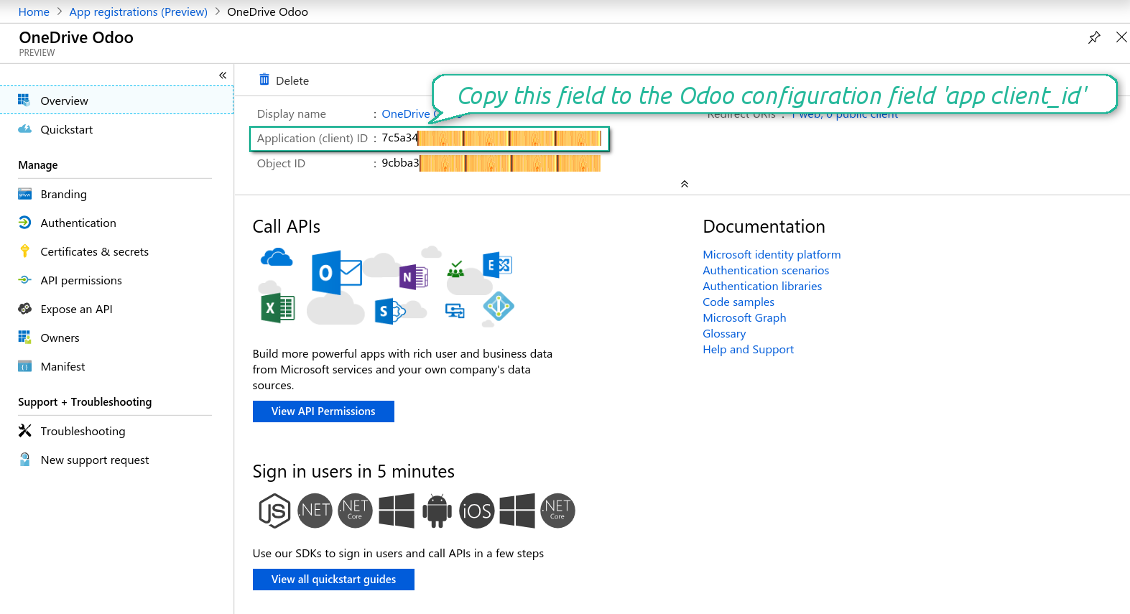 Home > App registrations (Preview) > OneDrive Odoo
OneDrive Odoo
PREVIEW
«
Overview
Quickstart
Manage
Branding
Authentication
Certificates & secrets
API permissions
Expose an API
Owners
Manifest
Support + Troubleshooting
Troubleshooting
New support request
Delete
Copy this field to the Odoo configuration field 'app client_id'
Display name : OneDrive
Redirect URIs : 1 web, 0 public client
Application (client) ID : 7c5a34
Object ID : 9cbba3
Call APIs
O
N
E
X
S
Build more powerful apps with rich user and business data
from Microsoft services and your own company's data
sources.
View API Permissions
Documentation
Microsoft identity platform
Authentication scenarios
Authentication libraries
Code samples
Microsoft Graph
Glossary
Help and Support
Sign in users in 5 minutes
JS .NET .NET Core iOS .NET Core
Use our SDKs to sign in users and call APIs in a few steps
View all quickstart guides